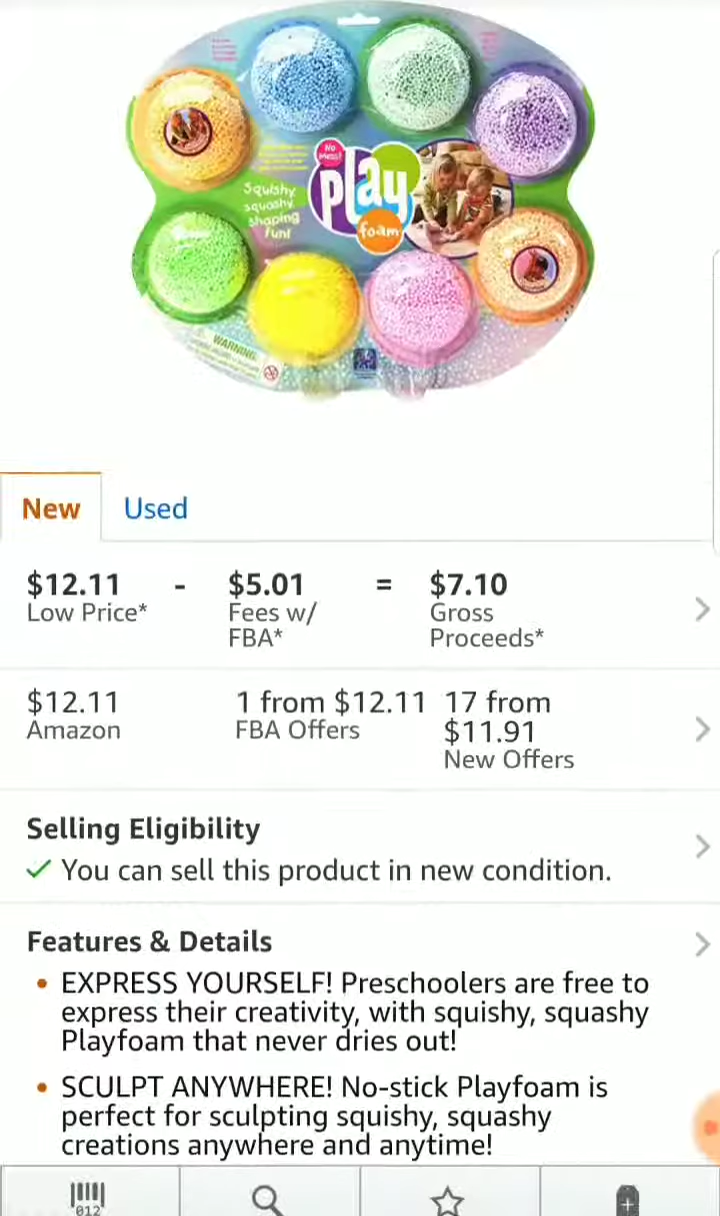 No
Mess!
play
foam
Squishy
squashy
shaping
fun!
WARNING:
New
Used
$12.11 - $5.01 = $7.10
Low Price* Fees w/ Gross
FBA* Proceeds*
$12.11 1 from $12.11 17 from
Amazon FBA Offers $11.91
New Offers
Selling Eligibility
You can sell this product in new condition.
Features & Details
• EXPRESS YOURSELF! Preschoolers are free to
express their creativity, with squishy, squashy
Playfoam that never dries out!
• SCULPT ANYWHERE! No-stick Playfoam is
perfect for sculpting squishy, squashy
creations anywhere and anytime!
012